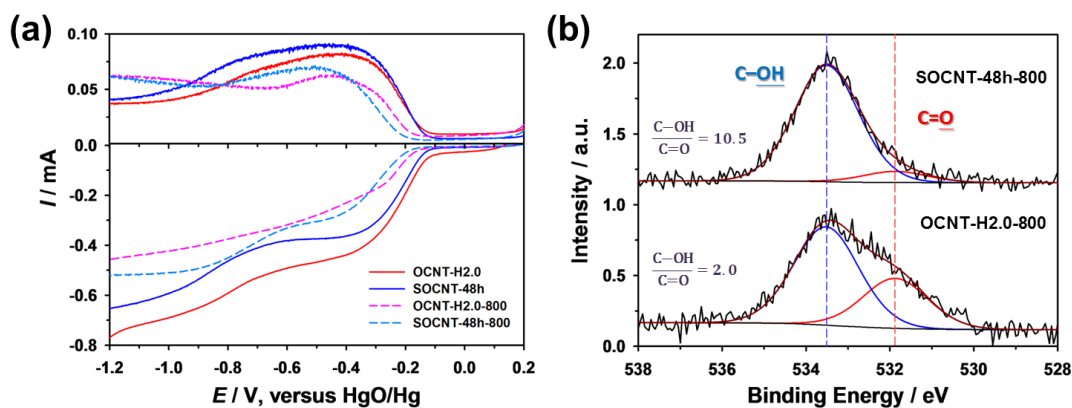 (a)
0.10
0.05
0.0
-0.2
-0.4
-0.6
-0.8
I / mA
-1.2
-1.0
-0.8
-0.6
-0.4
-0.2
0.0
0.2
E / V, versus HgO/Hg
OCNT-H2.0
SOCNT-48h
OCNT-H2.0-800
SOCNT-48h-800
(b)
2.0
1.5
1.0
0.5
0.0
Intensity / a.u.
C–OH
SOCNT-48h-800
C=O
C–OH
C=O
= 10.5
OCNT-H2.0-800
C–OH
C=O
= 2.0
538
536
534
532
530
528
Binding Energy / eV